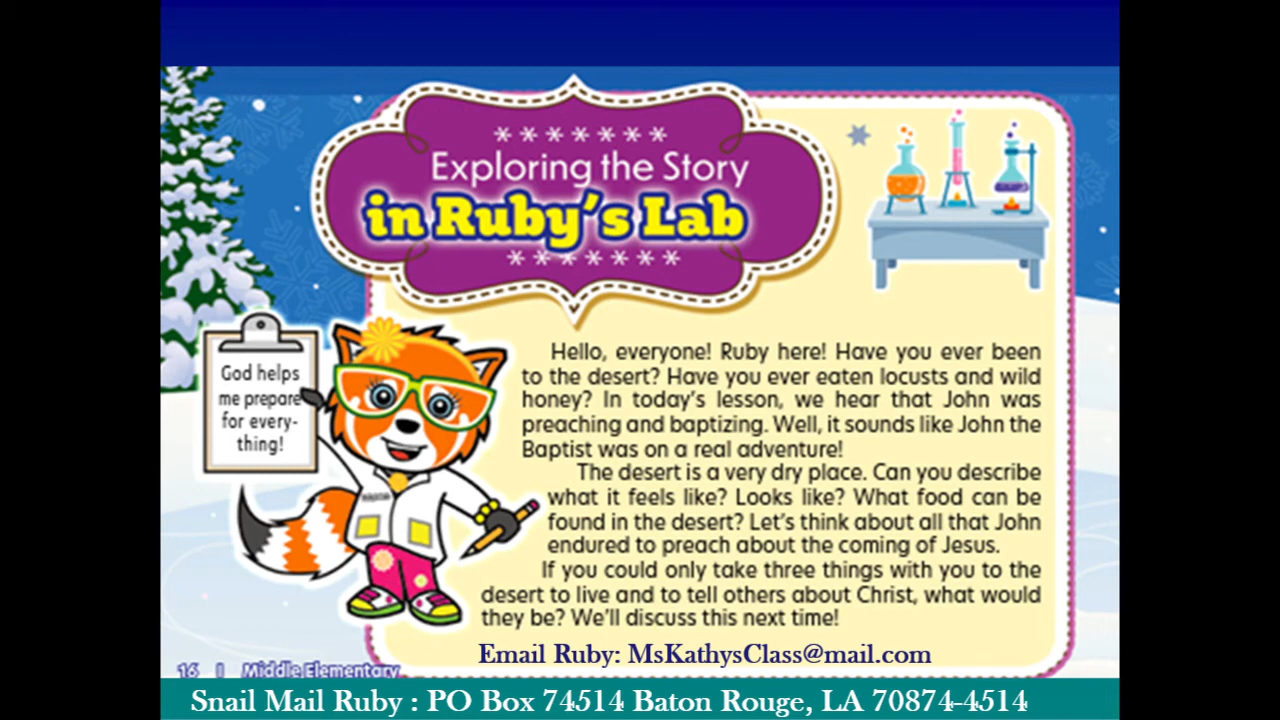 *******
Exploring the Story
in Ruby's Lab
*******
God helps
me prepare
for every-
thing!
Hello, everyone! Ruby here! Have you ever been
to the desert? Have you ever eaten locusts and wild
honey? In today's lesson, we hear that John was
preaching and baptizing. Well, it sounds like John the
Baptist was on a real adventure!
The desert is a very dry place. Can you describe
what it feels like? Looks like? What food can be
found in the desert? Let's think about all that John
endured to preach about the coming of Jesus.
If you could only take three things with you to the
desert to live and to tell others about Christ, what would
they be? We'll discuss this next time!
Email Ruby: MsKathysClass@mail.com
16 | Middle Elementary
Snail Mail Ruby : PO Box 74514 Baton Rouge, LA 70874-4514